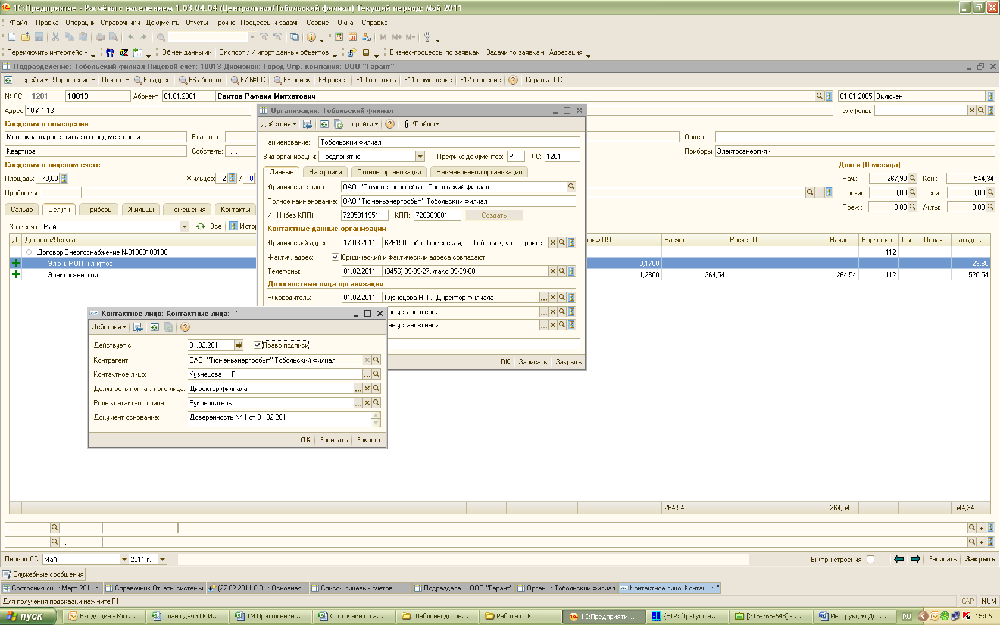 1С:Предприятие - Расчёты с населением 1.03.04.04 (Центральная/Тобольский филиал) Текущий период: Май 2011
Файл Правка Операции Справочники Документы Отчеты Прочие Процессы и задачи Сервис Окна Справка
M M+ M-
Переключить интерфейс Обмен данными Экспорт / Импорт данных объектов Бизнес-процессы по заявкам Задачи по заявкам Адресация
Подразделение: Тобольский филиал Лицевой счет: 10013 Дивизион: Город Упр. компания: ООО "Гарант"
Перейти Управление Печать F5-адрес F6-абонент F7-№ЛС F8-поиск F9-расчет F10-оплатить F11-помещение F12-строение Справка ЛС
№ ЛС 1201 10013 Абонент 01.01.2001 Саитов Рафаил Митхатович 01.01.2005 Включен
Адрес: 10-й-1-13 Телефоны:
Сведения о помещении
Многоквартирное жильё в город.местности Благ-тво: Ордер:
Квартира Собств-ть: . . Приборы: Электроэнергия - 1;
Сведения о лицевом счете Долги (0 месяца)
Площадь: 70,00 Жильцов: 2 / 0 Нач.: 267,90 Кон.: 544,34
Проблемы: . . Прочие: 0,00 Пени: 0,00
Преж.: 0,00 Акты: 0,00
Сальдо Услуги Приборы Жильцы Помещения Контакты
За месяц: Май Все Истор
Д Договор/Услуга риф ПУ Расчет Расчет ПУ Начис... Норматив Льг... Оплач... Сальдо к...
Договор Энергоснабжение №01000100130 112
Эл.эн. МОП и лифтов 0,1700 23,80
Электроэнергия 1,2800 264,54 264,54 112 520,54
Организация: Тобольский филиал
Действия Перейти Файлы
Наименование: Тобольский филиал
Вид организации: Предприятие Префикс документов: РГ ЛС: 1201
Данные Настройки Отделы организации Наименования организации
Юридическое лицо: ОАО "Тюменьэнергосбыт" Тобольский филиал
Полное наименование: ОАО "Тюменьэнергосбыт" Тобольский филиал
ИНН (без КПП): 7205011951 КПП: 720603001 Создать
Контактные данные организации
Юридический адрес: 17.03.2011 626150, обл. Тюменская, г. Тобольск, ул. Строителе
Фактич. адрес: Юридический и фактический адреса совпадают
Телефоны: 01.02.2011 (3456) 39-09-27, факс 39-09-68
Должностные лица организации
Руководитель: 01.02.2011 Кузнецова Н. Г. (Директор филиала)
не установлено>
не установлено>
OK Записать Закрыть
Контактное лицо: Контактные лица: *
Действия
Действует с: 01.02.2011 Право подписи
Контрагент: ОАО "Тюменьэнергосбыт" Тобольский филиал
Контактное лицо: Кузнецова Н. Г.
Должность контактного лица: Директор филиала
Роль контактного лица: Руководитель
Документ основание: Доверенность № 1 от 01.02.2011
OK Записать Закрыть
264,54 264,54 544,34
. .
. .
Период ЛС: Май 2011 г. Внутри строения Записать Закрыть
Служебные сообщения
Состояния ли...: Март 2011 г. Справочник Отчеты системы (27.02.2011 0:0...: Основная * Список лицевых счетов Подразделе...: ООО "Гарант" Орган...: Тобольский филиал Контактное лицо: Контак...: *
Для получения подсказки нажмите F1 CAP NUM
пуск Входящие - Micr... План сдачи ПСИ... ТМ Приложение ... Состояние по а... Шаблоны догов... Работа с ЛС 1С:Предприяти... {FTP: ftp-Tyume... [315-365-648] - ... Инструкция Дог... RU 15:06